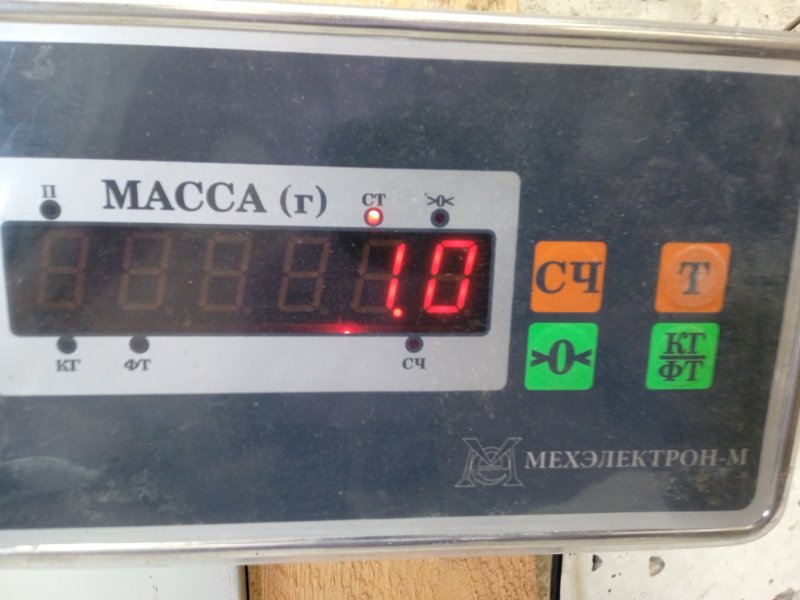 П МАССА (г) СТ >0<
1.0
КГ ФТ СЧ
СЧ Т
>0< КГ/ФТ
МЕХЭЛЕКТРОН-М